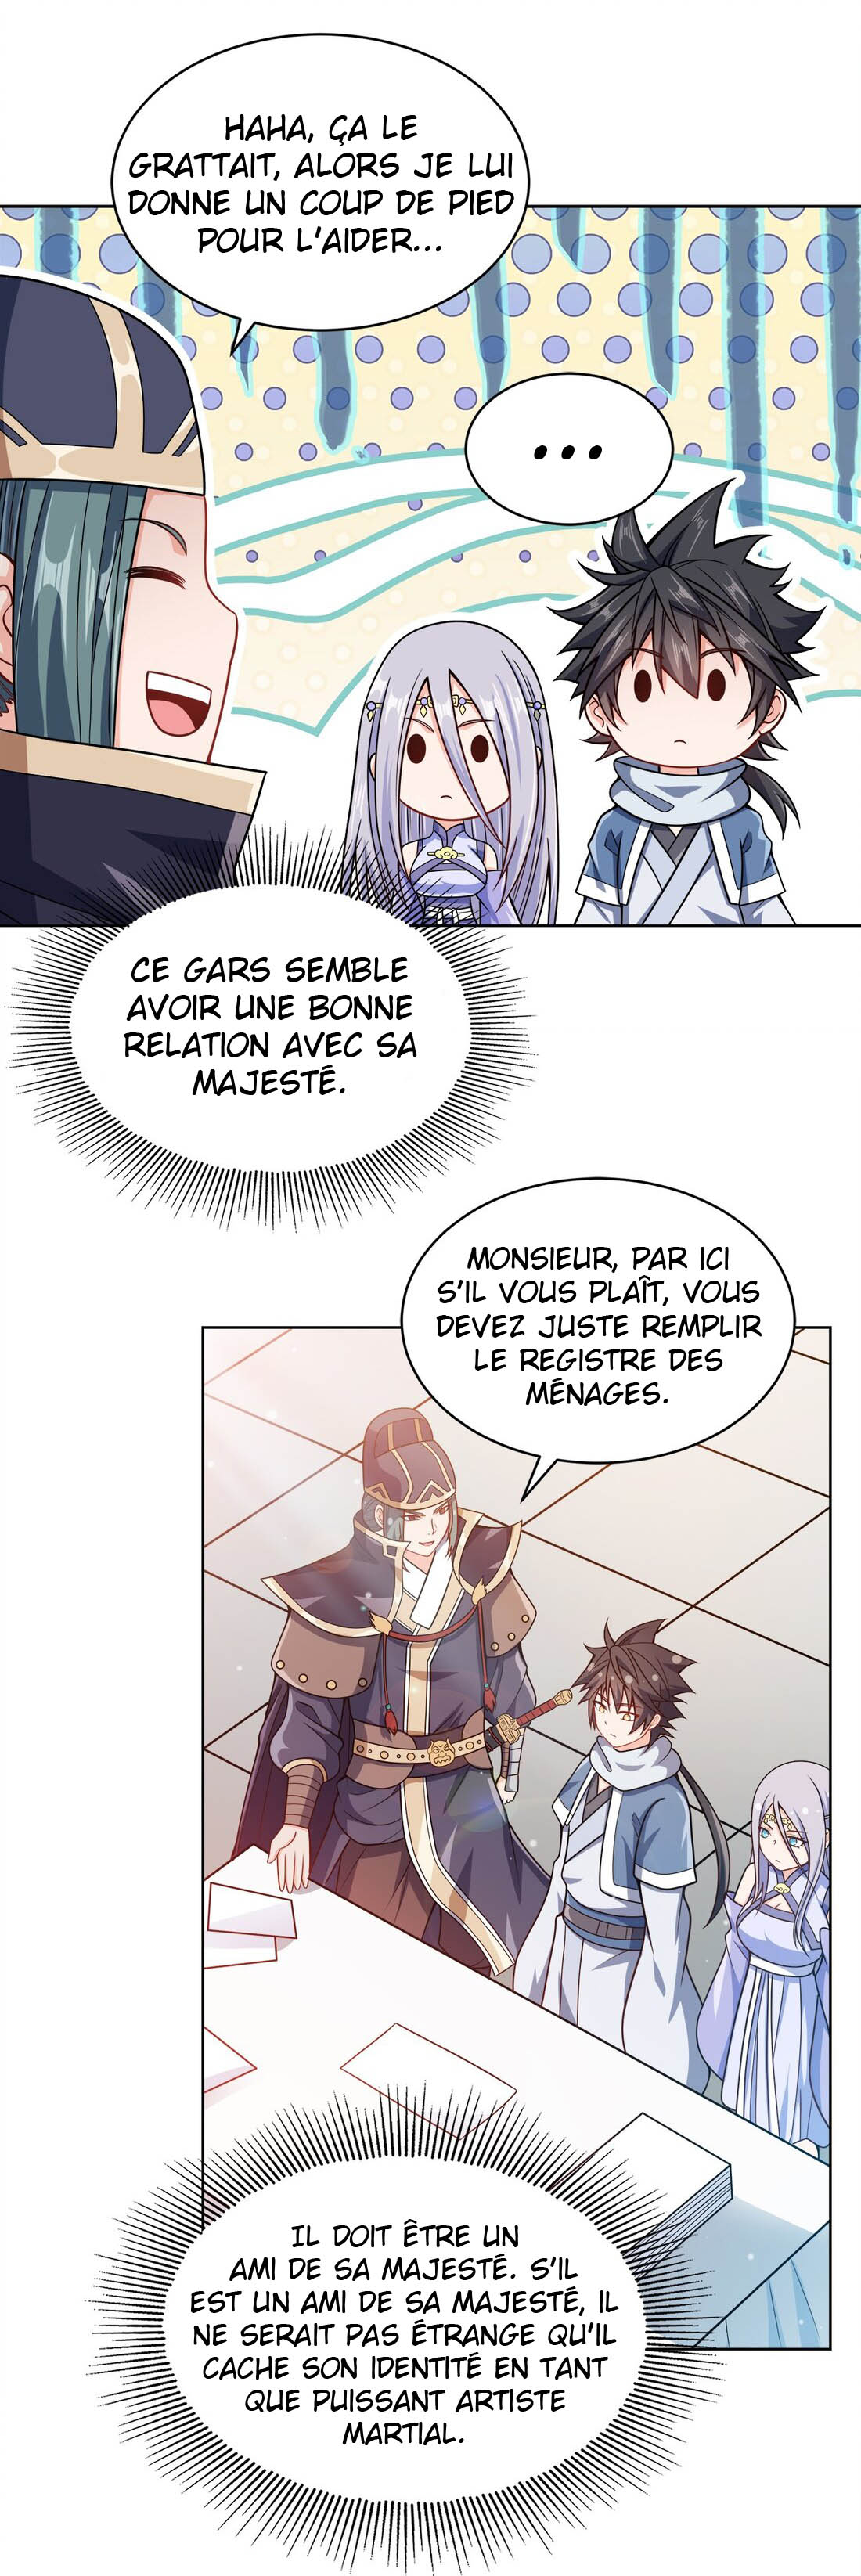 HAHA, ÇA LE
GRATTAIT, ALORS JE LUI
DONNE UN COUP DE PIED
POUR L'AIDER...
...
CE GARS SEMBLE
AVOIR UNE BONNE
RELATION AVEC SA
MAJESTÉ.
MONSIEUR, PAR ICI
S'IL VOUS PLAÎT, VOUS
DEVEZ JUSTE REMPLIR
LE REGISTRE DES
MÉNAGES.
IL DOIT ÊTRE UN
AMI DE SA MAJESTÉ. S'IL
EST UN AMI DE SA MAJESTÉ, IL
NE SERAIT PAS ÉTRANGE QU'IL
CACHE SON IDENTITÉ EN TANT
QUE PUISSANT ARTISTE
MARTIAL.